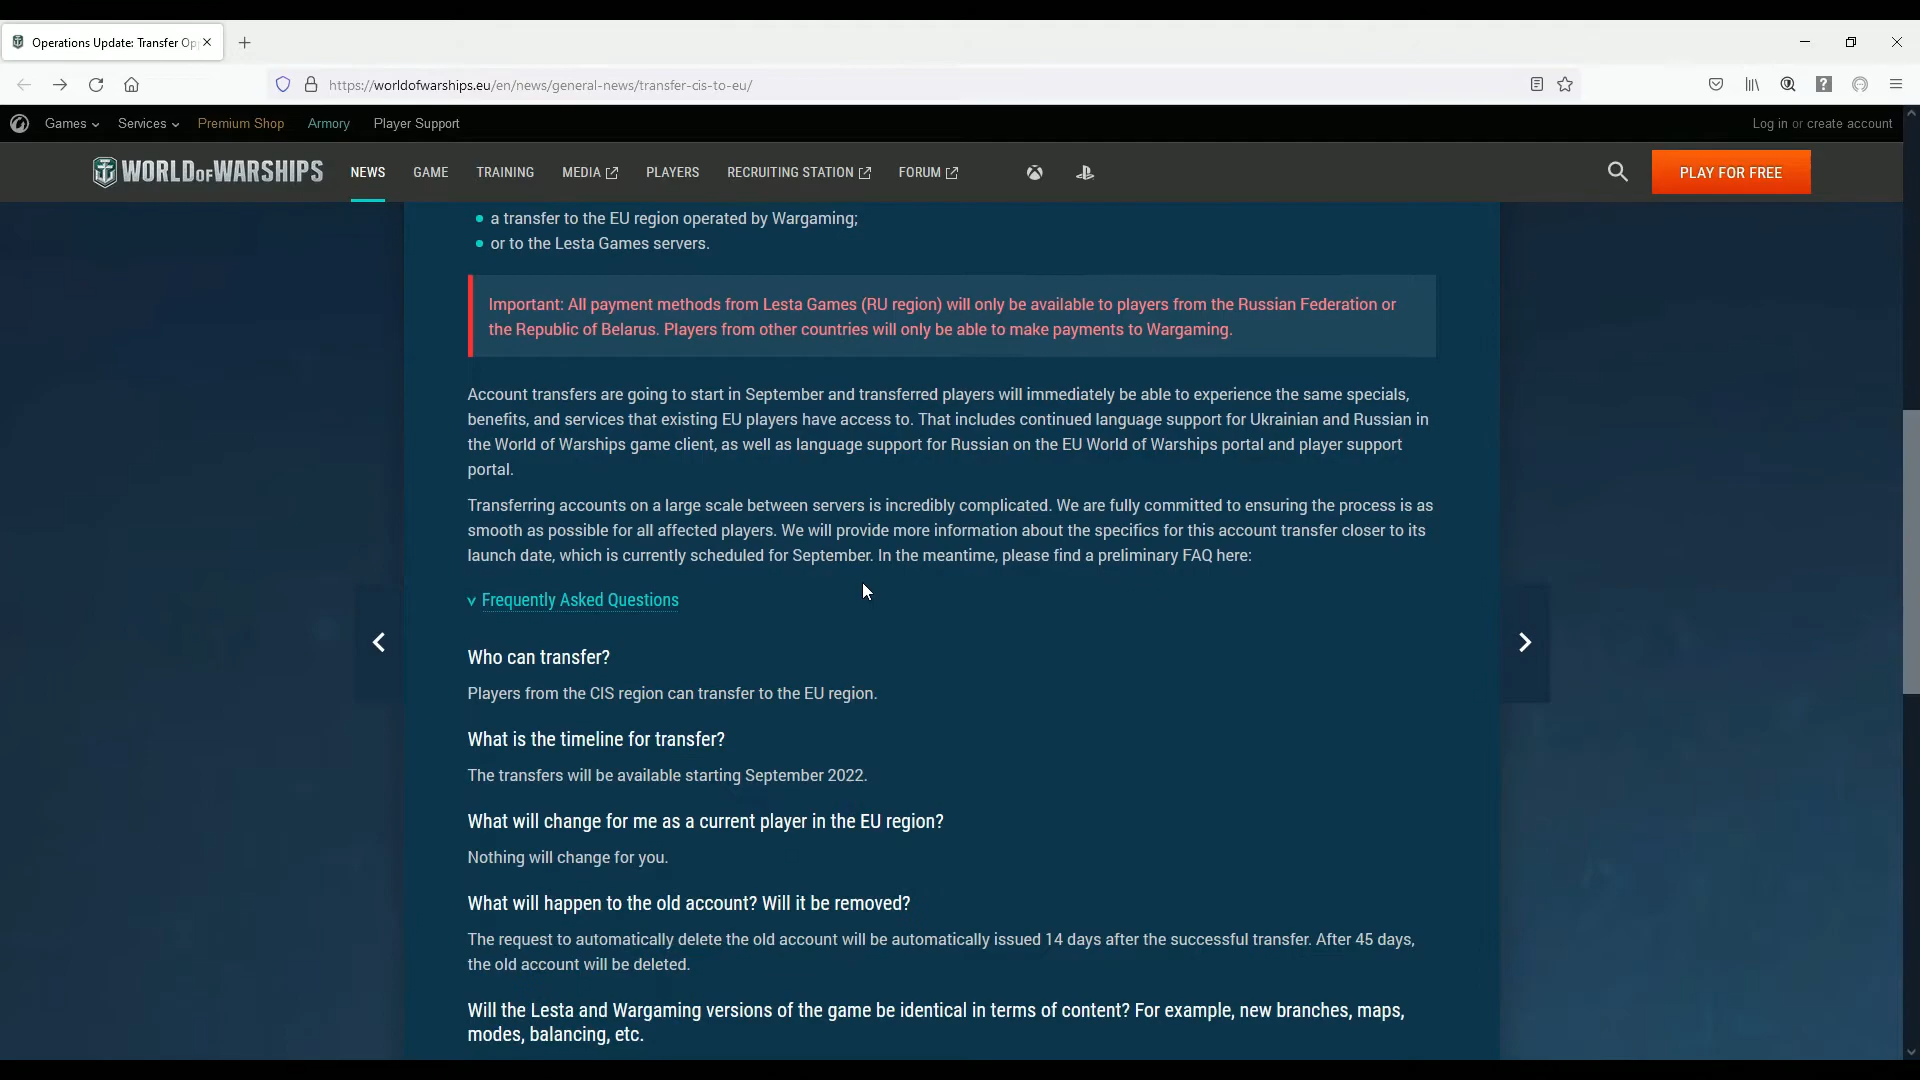 Operations Update: Transfer Op
https://worldofwarships.eu/en/news/general-news/transfer-cis-to-eu/
Games Services Premium Shop Armory Player Support Log in or create account
WORLD OF WARSHIPS NEWS GAME TRAINING MEDIA PLAYERS RECRUITING STATION FORUM PLAY FOR FREE
a transfer to the EU region operated by Wargaming;
or to the Lesta Games servers.
Important: All payment methods from Lesta Games (RU region) will only be available to players from the Russian Federation or
the Republic of Belarus. Players from other countries will only be able to make payments to Wargaming.
Account transfers are going to start in September and transferred players will immediately be able to experience the same specials,
benefits, and services that existing EU players have access to. That includes continued language support for Ukrainian and Russian in
the World of Warships game client, as well as language support for Russian on the EU World of Warships portal and player support
portal.
Transferring accounts on a large scale between servers is incredibly complicated. We are fully committed to ensuring the process is as
smooth as possible for all affected players. We will provide more information about the specifics for this account transfer closer to its
launch date, which is currently scheduled for September. In the meantime, please find a preliminary FAQ here:
Frequently Asked Questions
Who can transfer?
Players from the CIS region can transfer to the EU region.
What is the timeline for transfer?
The transfers will be available starting September 2022.
What will change for me as a current player in the EU region?
Nothing will change for you.
What will happen to the old account? Will it be removed?
The request to automatically delete the old account will be automatically issued 14 days after the successful transfer. After 45 days,
the old account will be deleted.
Will the Lesta and Wargaming versions of the game be identical in terms of content? For example, new branches, maps,
modes, balancing, etc.